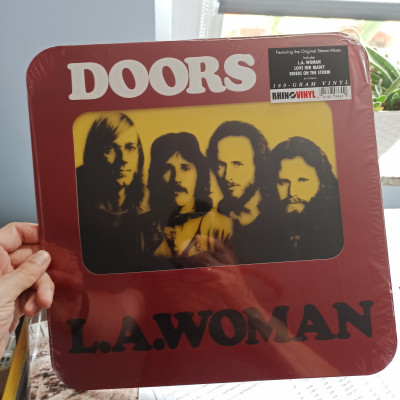 DOORS
Featuring the Original Stereo Mixes
Includes
L.A. WOMAN
LOVE HER MADLY
RIDERS ON THE STORM
180-GRAM VINYL
RHINO VINYL
L.A.WOMAN